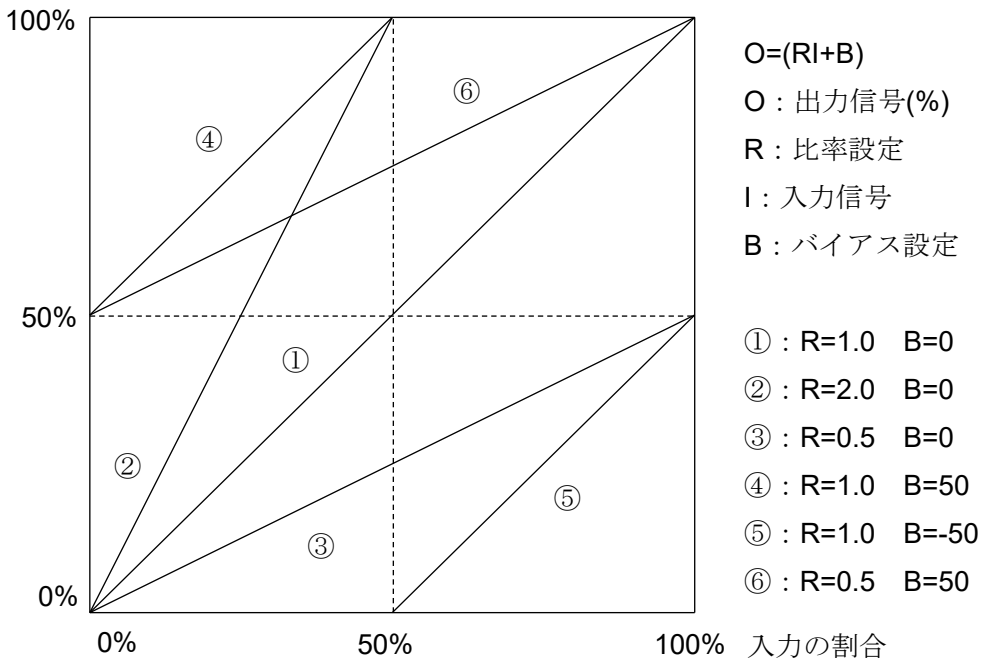 100%
50%
0%
0%
50%
100%
入力の割合
④
⑥
①
②
③
⑤
O=(RI+B)
O：出力信号(%)
R：比率設定
I：入力信号
B：バイアス設定
①：R=1.0 B=0
②：R=2.0 B=0
③：R=0.5 B=0
④：R=1.0 B=50
⑤：R=1.0 B=-50
⑥：R=0.5 B=50